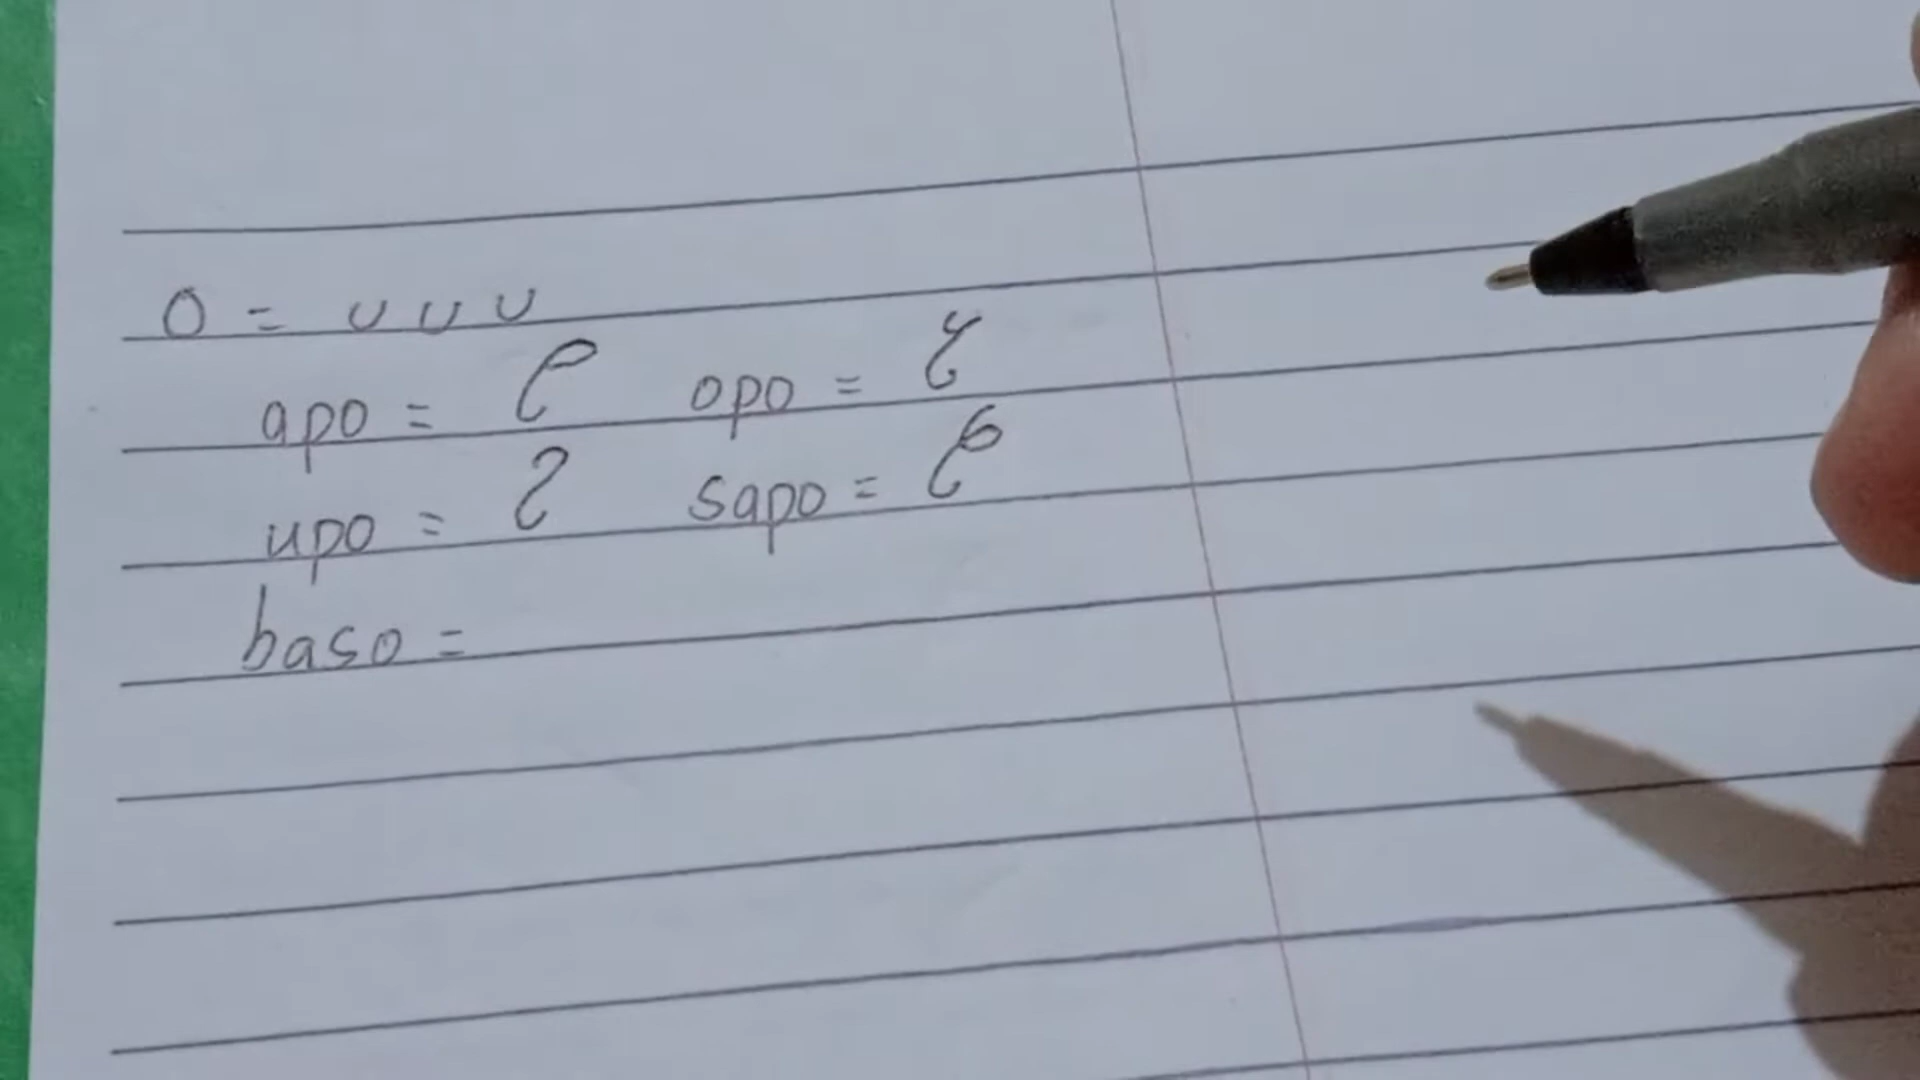 o = ᴗ ᴗ ᴗ
apo = opo =
upo = sapo =
baso =